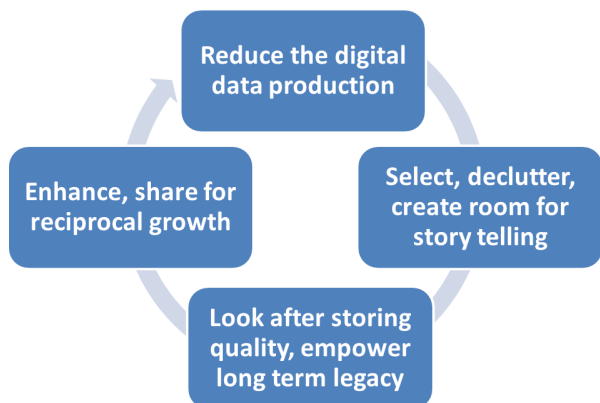 Reduce the digital
data production
Select, declutter,
create room for
story telling
Look after storing
quality, empower
long term legacy
Enhance, share for
reciprocal growth